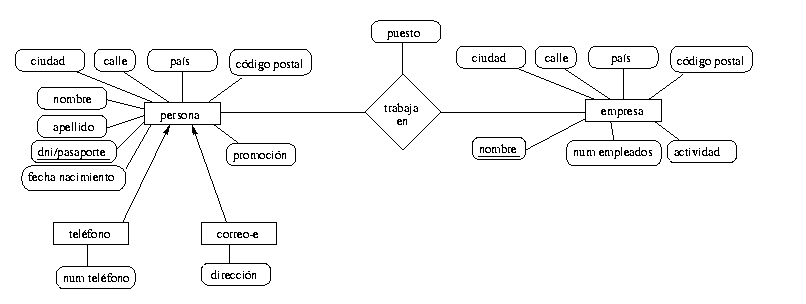 puesto
ciudad
calle
país
código postal
ciudad
calle
país
código postal
nombre
apellido
dni/pasaporte
fecha nacimiento
persona
promoción
trabaja
en
empresa
nombre
num empleados
actividad
teléfono
correo-e
num teléfono
dirección